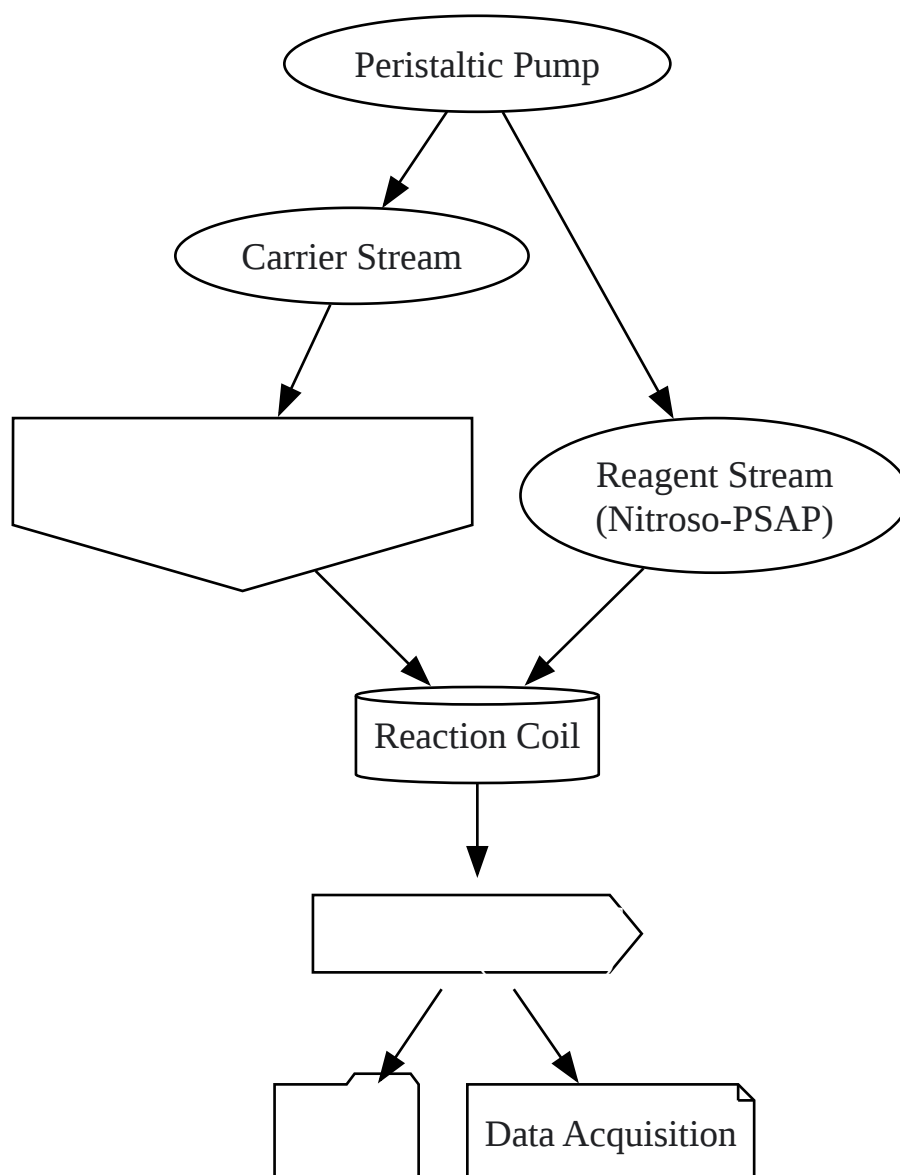 Peristaltic Pump
Carrier Stream
Reagent Stream
(Nitroso-PSAP)
Reaction Coil
Data Acquisition